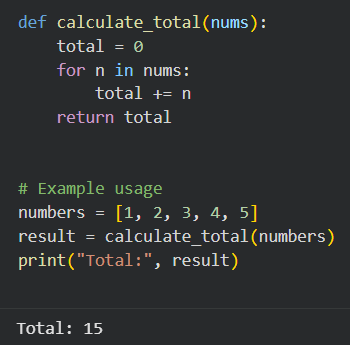 def calculate_total(nums):
    total = 0
    for n in nums:
        total += n
    return total
# Example usage
numbers = [1, 2, 3, 4, 5]
result = calculate_total(numbers)
print("Total:", result)
Total: 15